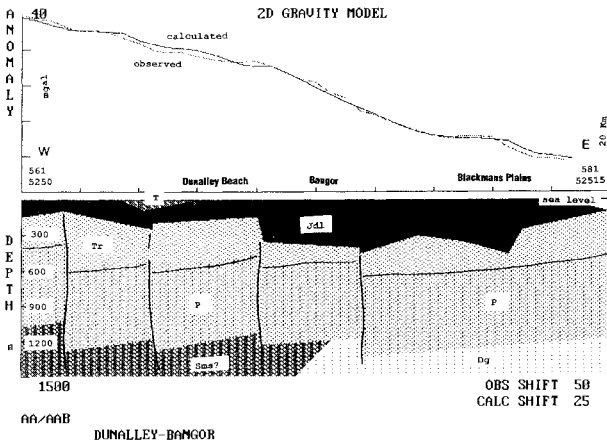 2D GRAVITY MODEL
ANOMALLY
40
mgal
calculated
observed
W
E
20 Km
561
5250
Dunalley Beach
Bangor
Blackmans Plains
581
52515
T
sea level
DEPTH
m
300
600
900
1200
1500
Jdl
Tr
P
P
Sms?
Dg
OBS SHIFT 50
CALC SHIFT 25
AA/AAB
DUNALLEY-BANGOR